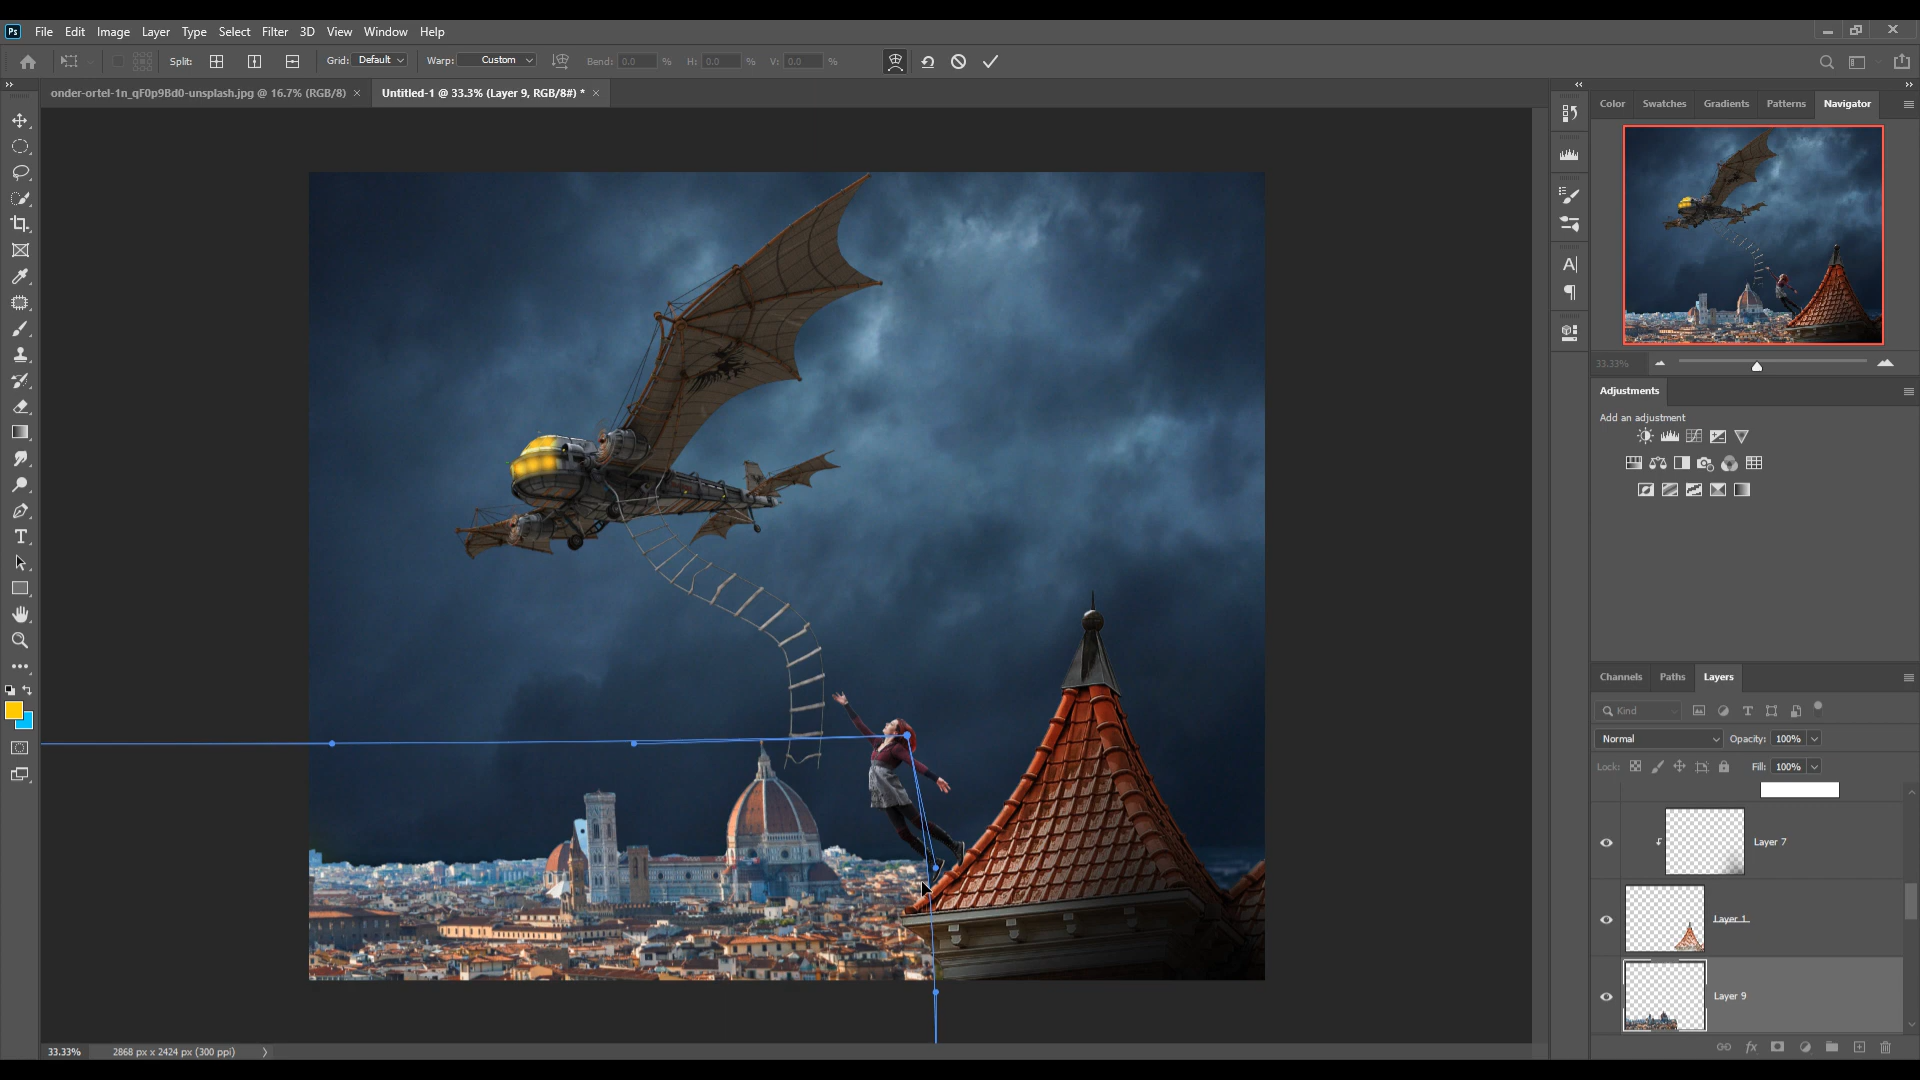 Ps File Edit Image Layer Type Select Filter 3D View Window Help
Split: Grid: Default Warp: Custom Bend: 0.0 % H: 0.0 % V: 0.0 %
onder-ortel-1n_qF0p9Bd0-unsplash.jpg @ 16.7% (RGB/8) × Untitled-1 @ 33.3% (Layer 9, RGB/8#) * ×
Color Swatches Gradients Patterns Navigator
33.33%
Adjustments
Add an adjustment
Channels Paths Layers
Kind
Normal Opacity: 100%
Lock: Fill: 100%
Layer 7
Layer 1
Layer 9
fx
33.33% 2868 px x 2424 px (300 ppi)